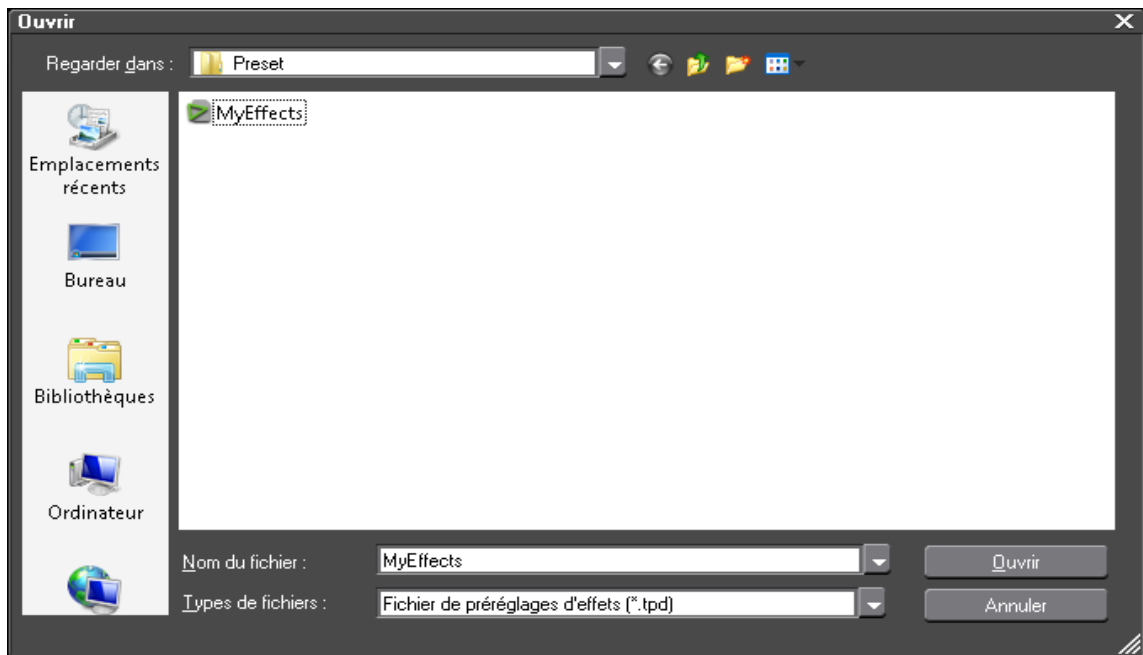 Ouvrir
Regarder dans :
Preset
MyEffects
Emplacements
récents
Bureau
Bibliothèques
Ordinateur
Nom du fichier :
MyEffects
Ouvrir
Types de fichiers :
Fichier de préréglages d'effets (*.tpd)
Annuler